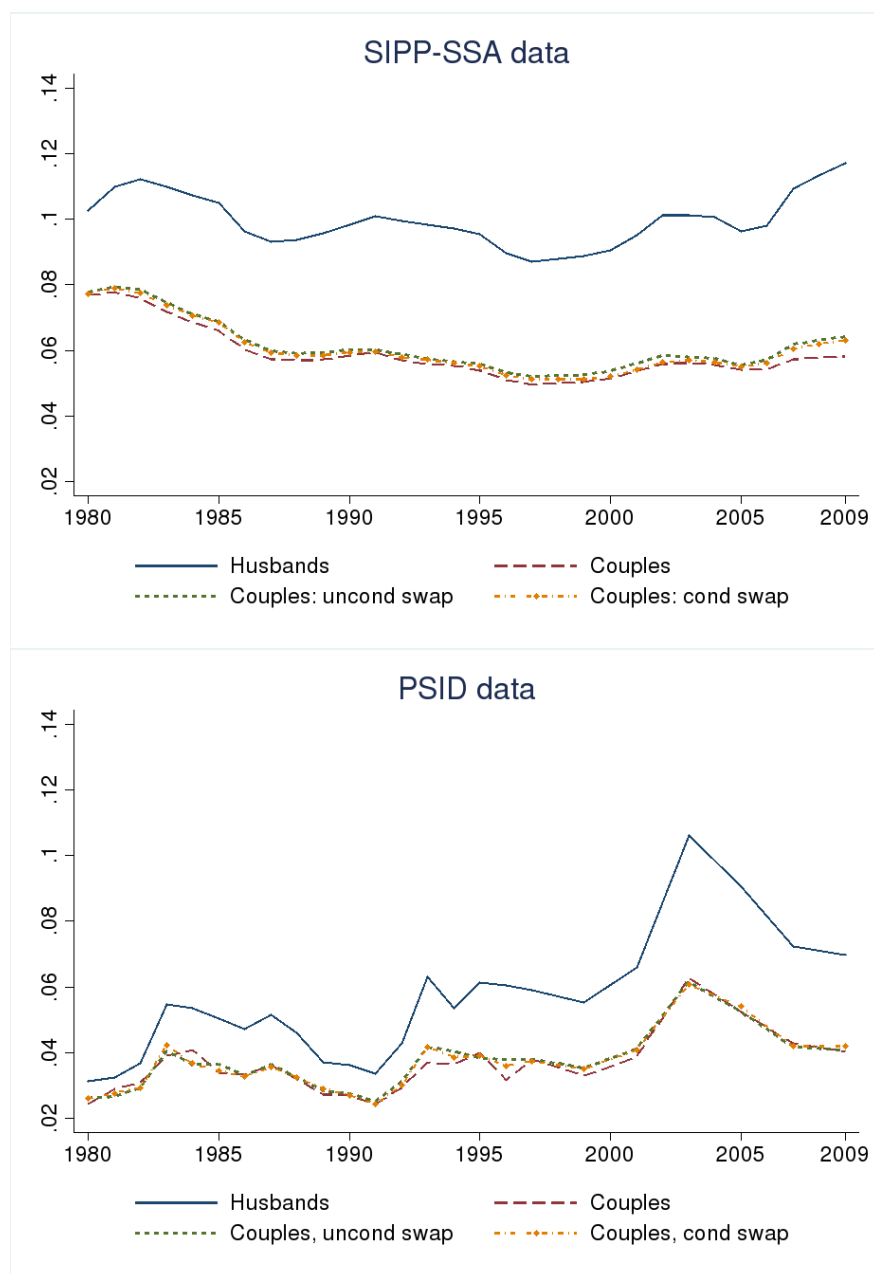 SIPP-SSA data
.14
.12
.1
.08
.06
.04
.02
1980 1985 1990 1995 2000 2005 2009
Husbands Couples
Couples: uncond swap Couples: cond swap
PSID data
.14
.12
.1
.08
.06
.04
.02
1980 1985 1990 1995 2000 2005 2009
Husbands Couples
Couples, uncond swap Couples, cond swap